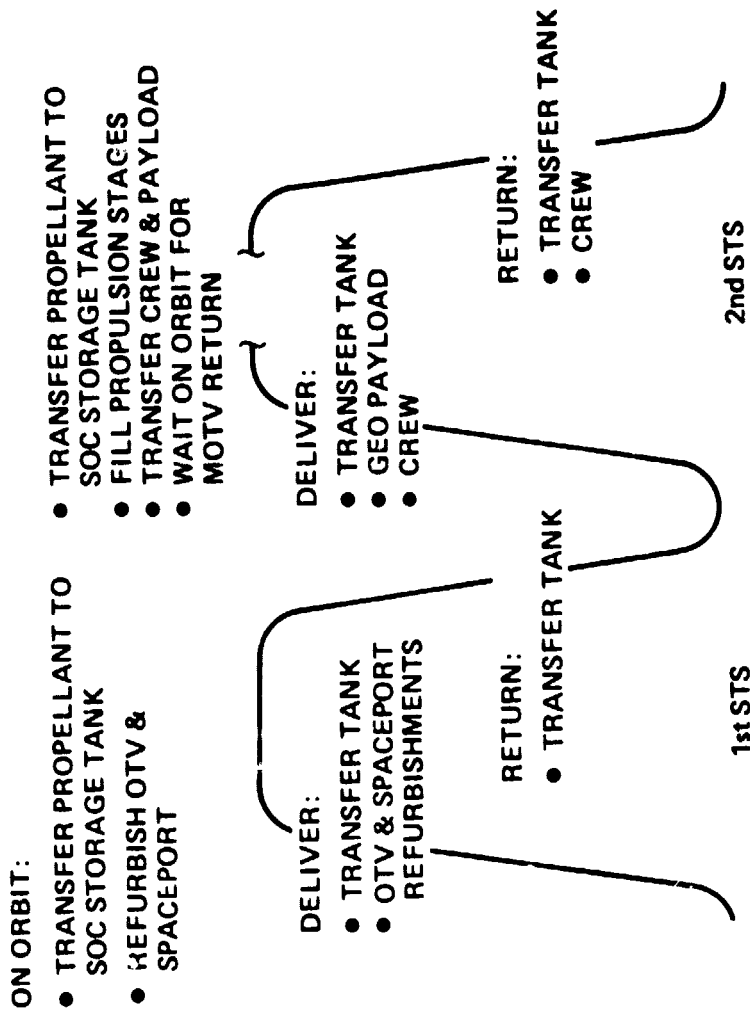 ON ORBIT:
● TRANSFER PROPELLANT TO
SOC STORAGE TANK
● REFURBISH OTV &
SPACEPORT
● TRANSFER PROPELLANT TO
SOC STORAGE TANK
● FILL PROPULSION STAGES
● TRANSFER CREW & PAYLOAD
● WAIT ON ORBIT FOR
MOTV RETURN
DELIVER:
● TRANSFER TANK
● OTV & SPACEPORT
REFURBISHMENTS
RETURN:
● TRANSFER TANK
DELIVER:
● TRANSFER TANK
● GEO PAYLOAD
● CREW
RETURN:
● TRANSFER TANK
● CREW
1st STS
2nd STS